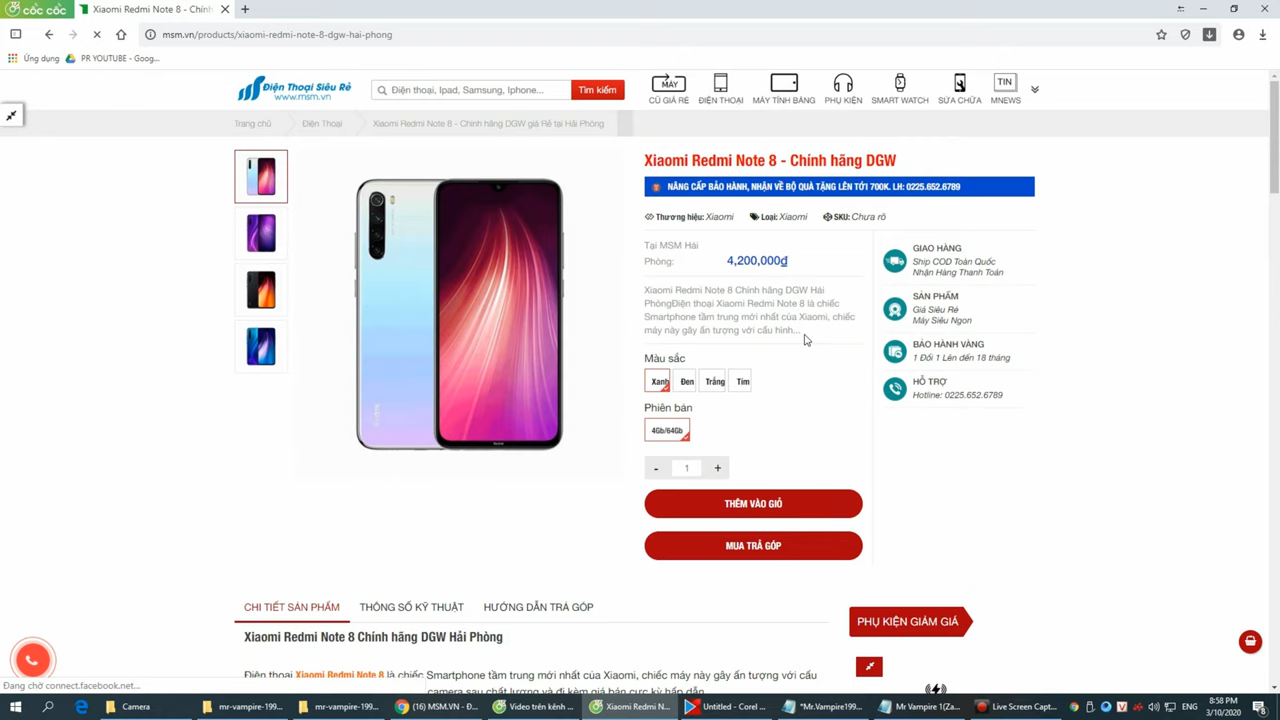 CỐC CỐC
Xiaomi Redmi Note 8 - Chính
msm.vn/products/xiaomi-redmi-note-8-dgw-hai-phong
Ứng dụng
PR YOUTUBE - Goog...
Điện Thoại Siêu Rẻ
www.msm.vn
Điện thoại, Ipad, Samsung, Iphone...
Tìm kiếm
MÁY
CŨ GIÁ RẺ
ĐIỆN THOẠI
MÁY TÍNH BẢNG
PHỤ KIỆN
SMART WATCH
SỬA CHỮA
TIN
MNEWS
Trang chủ
Điện Thoại
Xiaomi Redmi Note 8 - Chính hãng DGW giá Rẻ tại Hải Phòng
Xiaomi Redmi Note 8 - Chính hãng DGW
NÂNG CẤP BẢO HÀNH, NHẬN VỀ BỘ QUÀ TẶNG LÊN TỚI 700K. LH: 0225.652.6789
Thương hiệu: Xiaomi
Loại: Xiaomi
SKU: Chưa rõ
Tại MSM Hải
Phòng:
4,200,000₫
Xiaomi Redmi Note 8 Chính hãng DGW Hải
PhòngĐiện thoại Xiaomi Redmi Note 8 là chiếc
Smartphone tầm trung mới nhất của Xiaomi, chiếc
máy này gây ấn tượng với cấu hình...
Màu sắc
Xanh
Đen
Trắng
Tím
Phiên bản
4Gb/64Gb
- 1 +
THÊM VÀO GIỎ
MUA TRẢ GÓP
GIAO HÀNG
Ship COD Toàn Quốc
Nhận Hàng Thanh Toán
SẢN PHẨM
Giá Siêu Rẻ
Máy Siêu Ngon
BẢO HÀNH VÀNG
1 Đổi 1 Lên đến 18 tháng
HỖ TRỢ
Hotline: 0225.652.6789
CHI TIẾT SẢN PHẨM
THÔNG SỐ KỸ THUẬT
HƯỚNG DẪN TRẢ GÓP
PHỤ KIỆN GIẢM GIÁ
Xiaomi Redmi Note 8 Chính hãng DGW Hải Phòng
Điện thoại Xiaomi Redmi Note 8 là chiếc Smartphone tầm trung mới nhất của Xiaomi, chiếc máy này gây ấn tượng với cấu
camera sau chất lượng và đi kèm giá bán cực kỳ hấp dẫn
Đang chờ connect.facebook.net...
Camera
mr-vampire-199...
mr-vampire-199...
(16) MSM.VN - Đ...
Video trên kênh ...
Xiaomi Redmi N...
Untitled - Corel ...
*Mr.Vampire199...
Mr Vampire 1(Za...
Live Screen Capt...
8:58 PM
3/10/2020